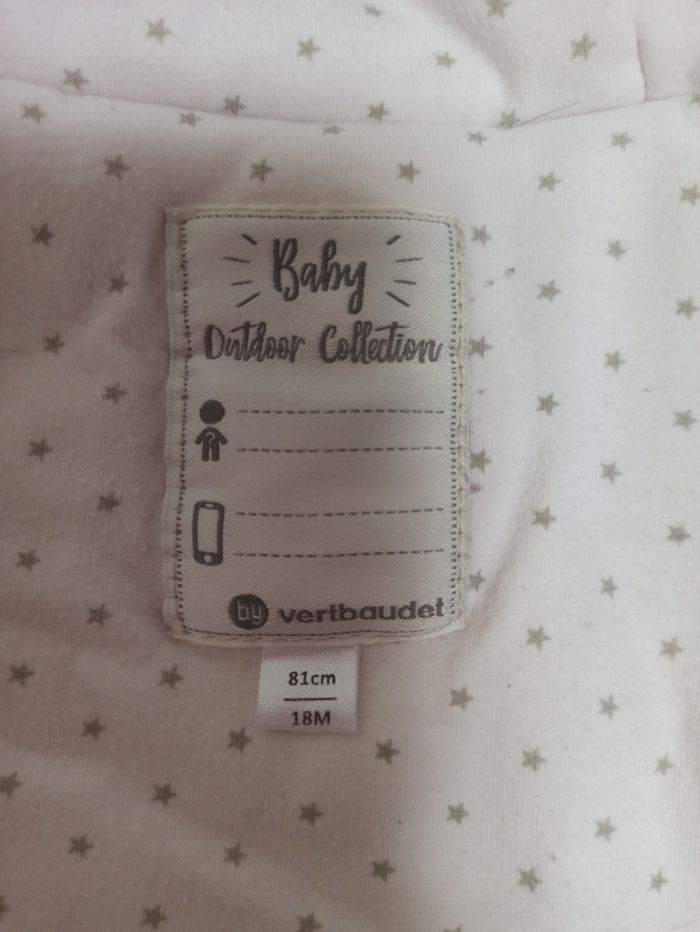 Baby
Outdoor Collection
by vertbaudet
81cm
18M